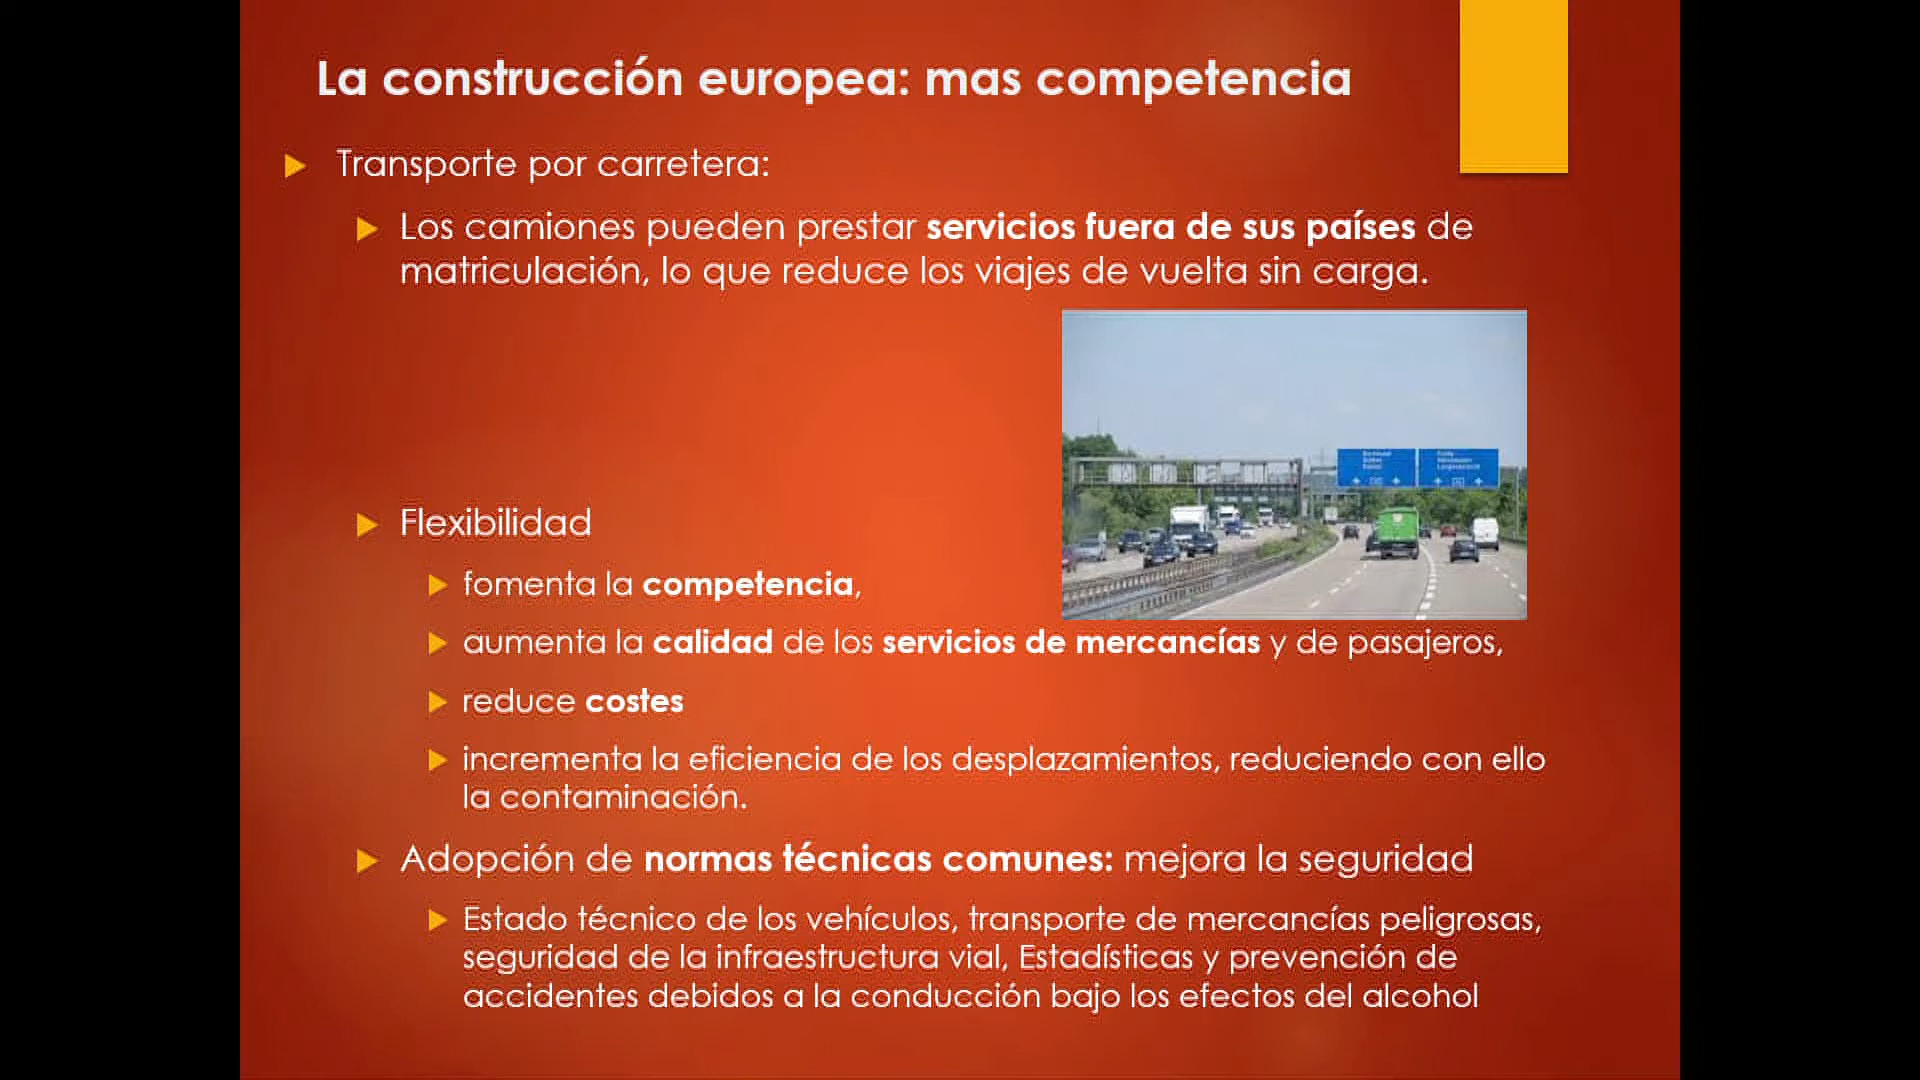 La construcción europea: mas competencia
Transporte por carretera:
Los camiones pueden prestar servicios fuera de sus países de
matriculación, lo que reduce los viajes de vuelta sin carga.
Flexibilidad
fomenta la competencia,
aumenta la calidad de los servicios de mercancías y de pasajeros,
reduce costes
incrementa la eficiencia de los desplazamientos, reduciendo con ello
la contaminación.
Adopción de normas técnicas comunes: mejora la seguridad
Estado técnico de los vehículos, transporte de mercancías peligrosas,
seguridad de la infraestructura vial, Estadísticas y prevención de
accidentes debidos a la conducción bajo los efectos del alcohol